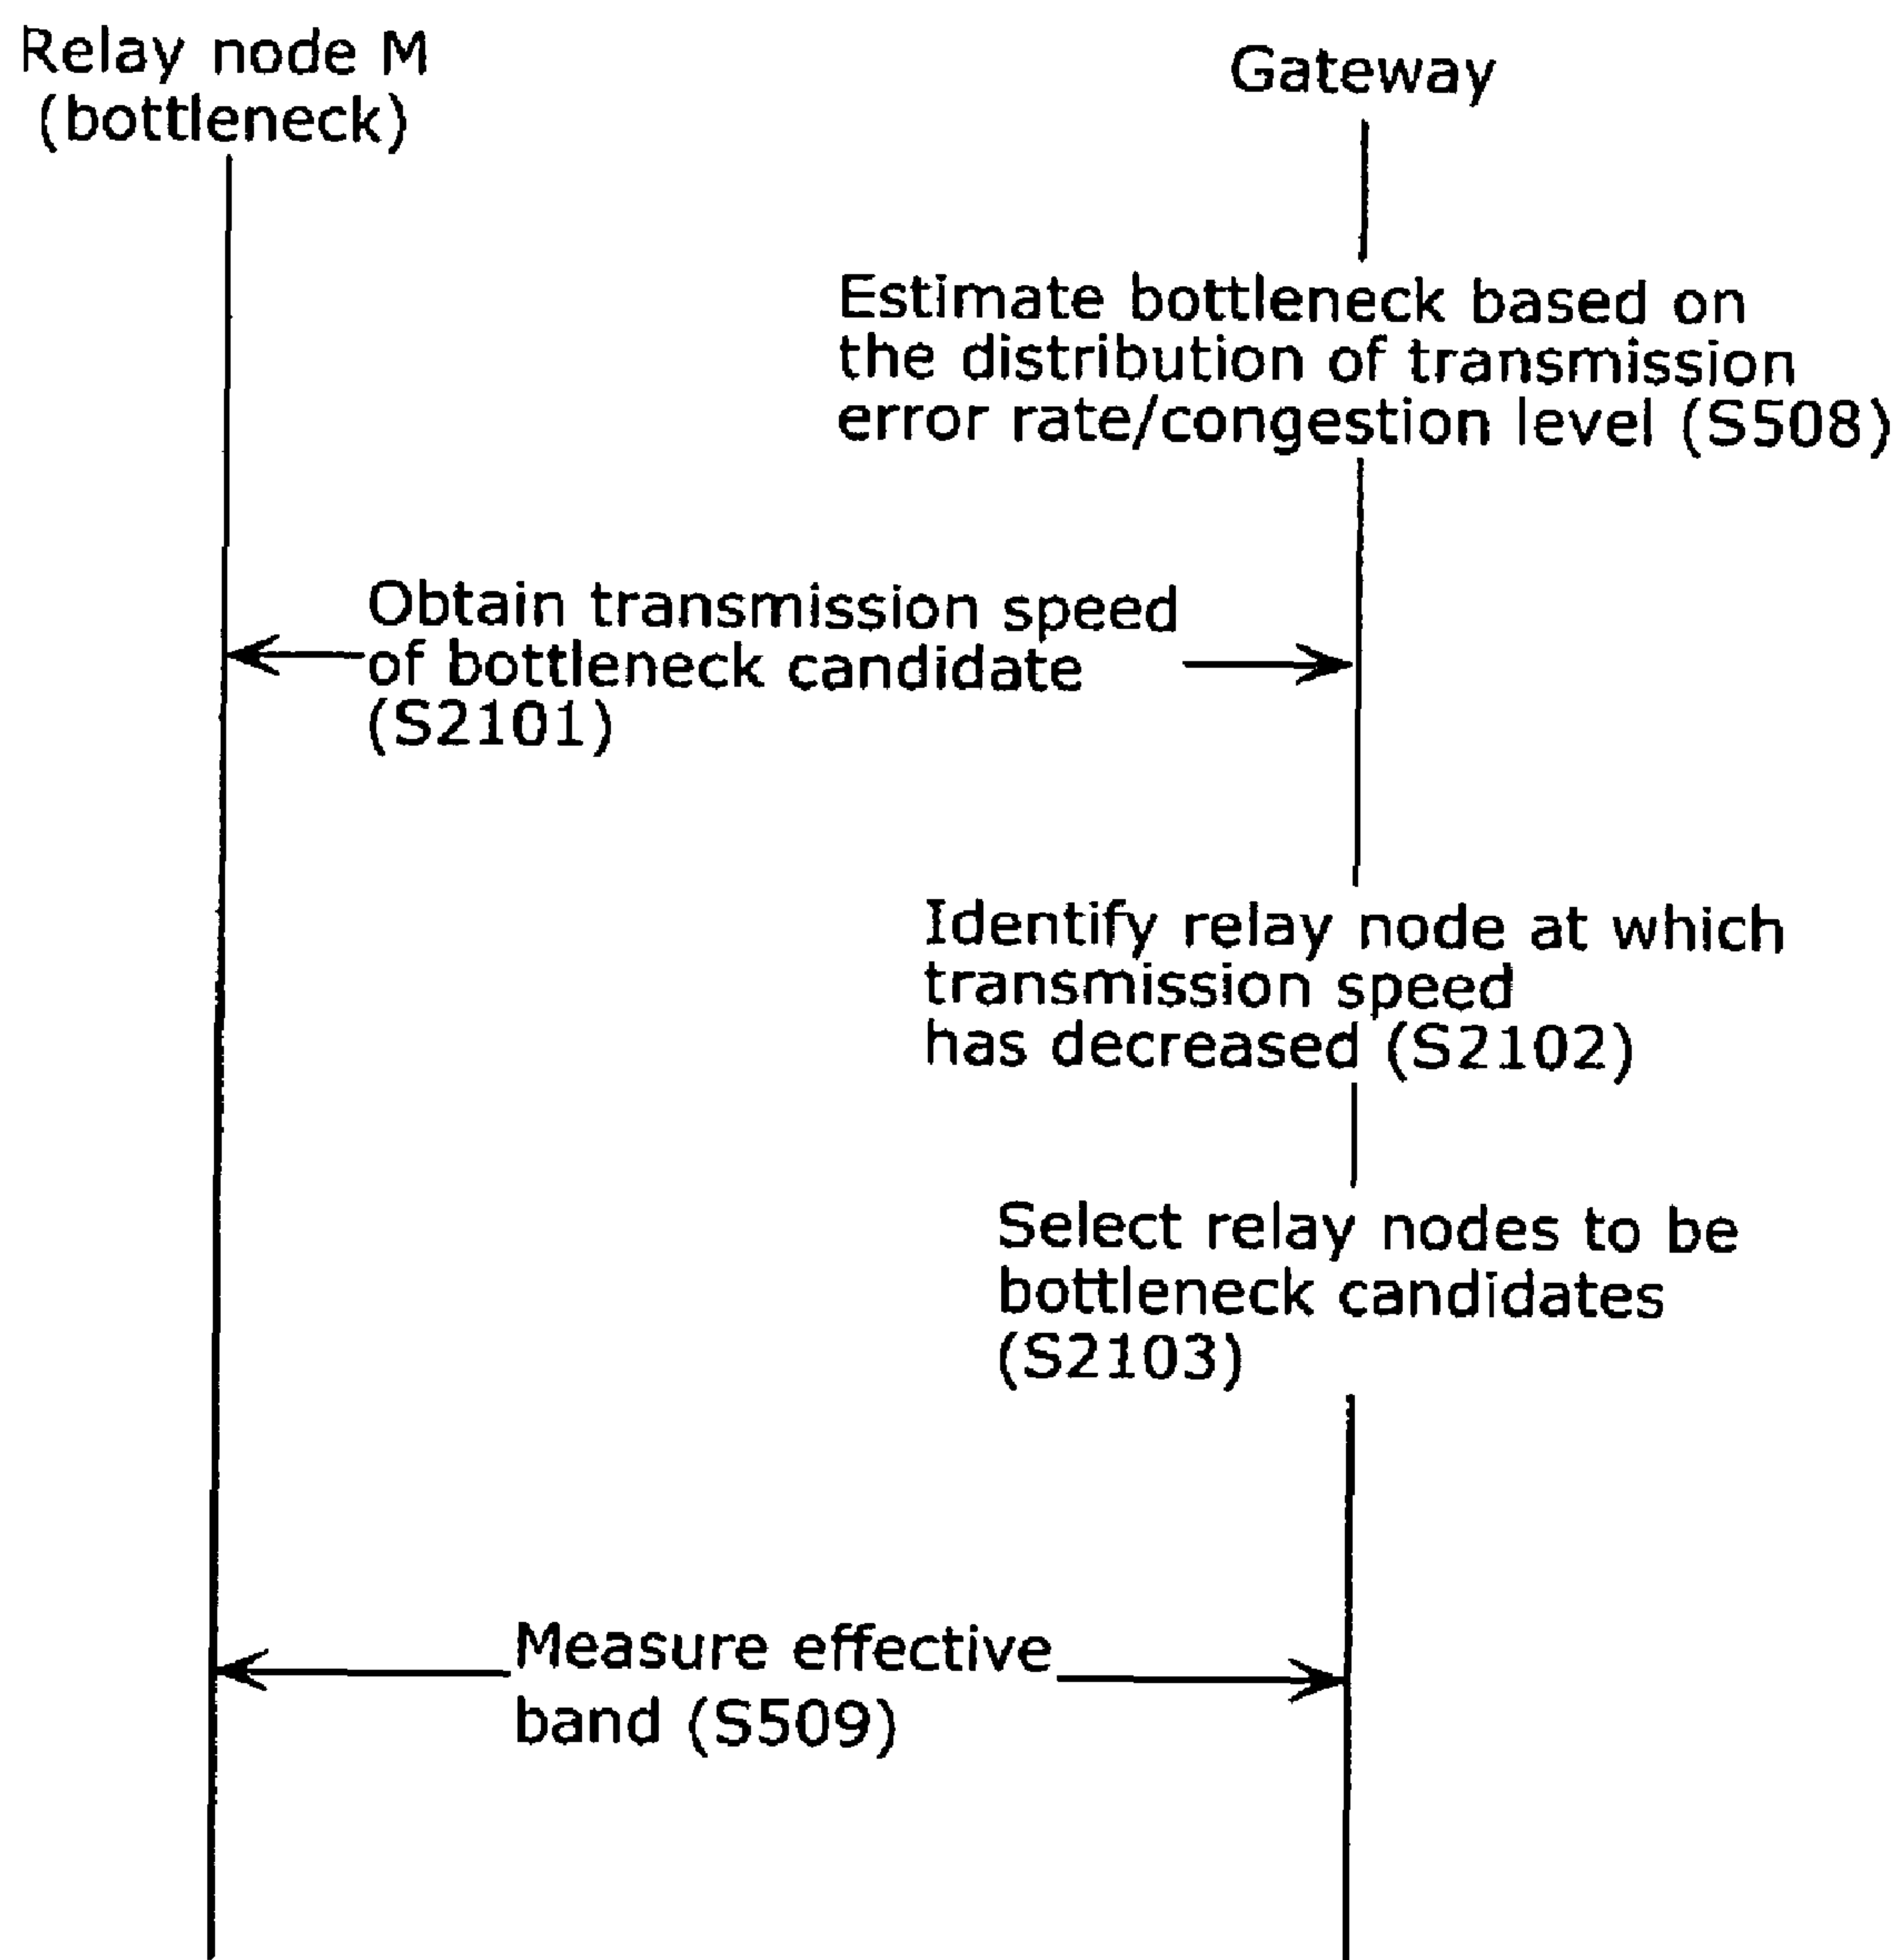 Relay node M
(bottleneck)
Gateway
Estimate bottleneck based on
the distribution of transmission
error rate/congestion level (S508)
Obtain transmission speed
of bottleneck candidate
(S2101)
Identify relay node at which
transmission speed
has decreased (S2102)
Select relay nodes to be
bottleneck candidates
(S2103)
Measure effective
band (S509)